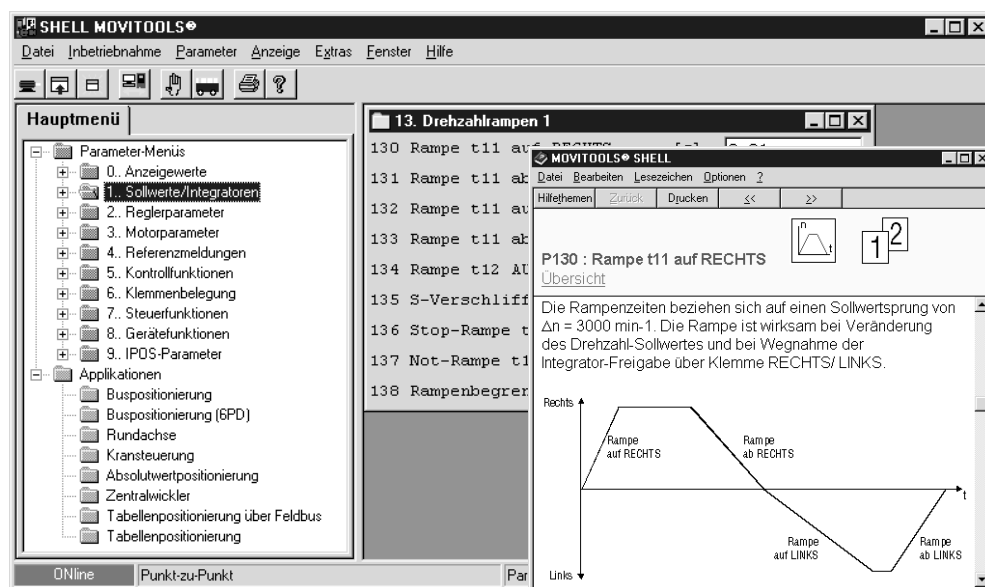 SHELL MOVITOOLS®
Datei Inbetriebnahme Parameter Anzeige Extras Fenster Hilfe
Hauptmenü
Parameter-Menüs
0.. Anzeigewerte
1.. Sollwerte/Integratoren
2.. Reglerparameter
3.. Motorparameter
4.. Referenzmeldungen
5.. Kontrollfunktionen
6.. Klemmenbelegung
7.. Steuerfunktionen
8.. Gerätefunktionen
9.. IPOS-Parameter
Applikationen
Buspositionierung
Buspositionierung (6PD)
Rundachse
Kransteuerung
Absolutwertpositionierung
Zentralwickler
Tabellenpositionierung über Feldbus
Tabellenpositionierung
13. Drehzahlrampen 1
130 Rampe t11 auf RECHTS
131 Rampe t11 ab
132 Rampe t11 au
133 Rampe t11 ab
134 Rampe t12 AU
135 S-Verschliff
136 Stop-Rampe t
137 Not-Rampe t1
138 Rampenbegren
MOVITOOLS® SHELL
Datei Bearbeiten Lesezeichen Optionen ?
Hilfethemen Zurück Drucken << >>
n
t
1 2
P130 : Rampe t11 auf RECHTS
Übersicht
Die Rampenzeiten beziehen sich auf einen Sollwertsprung von
Δn = 3000 min-1. Die Rampe ist wirksam bei Veränderung
des Drehzahl-Sollwertes und bei Wegnahme der
Integrator-Freigabe über Klemme RECHTS/ LINKS.
Rechts
Rampe
auf RECHTS
Rampe
ab RECHTS
t
Rampe
auf LINKS
Rampe
ab LINKS
Links
ONline Punkt-zu-Punkt Par